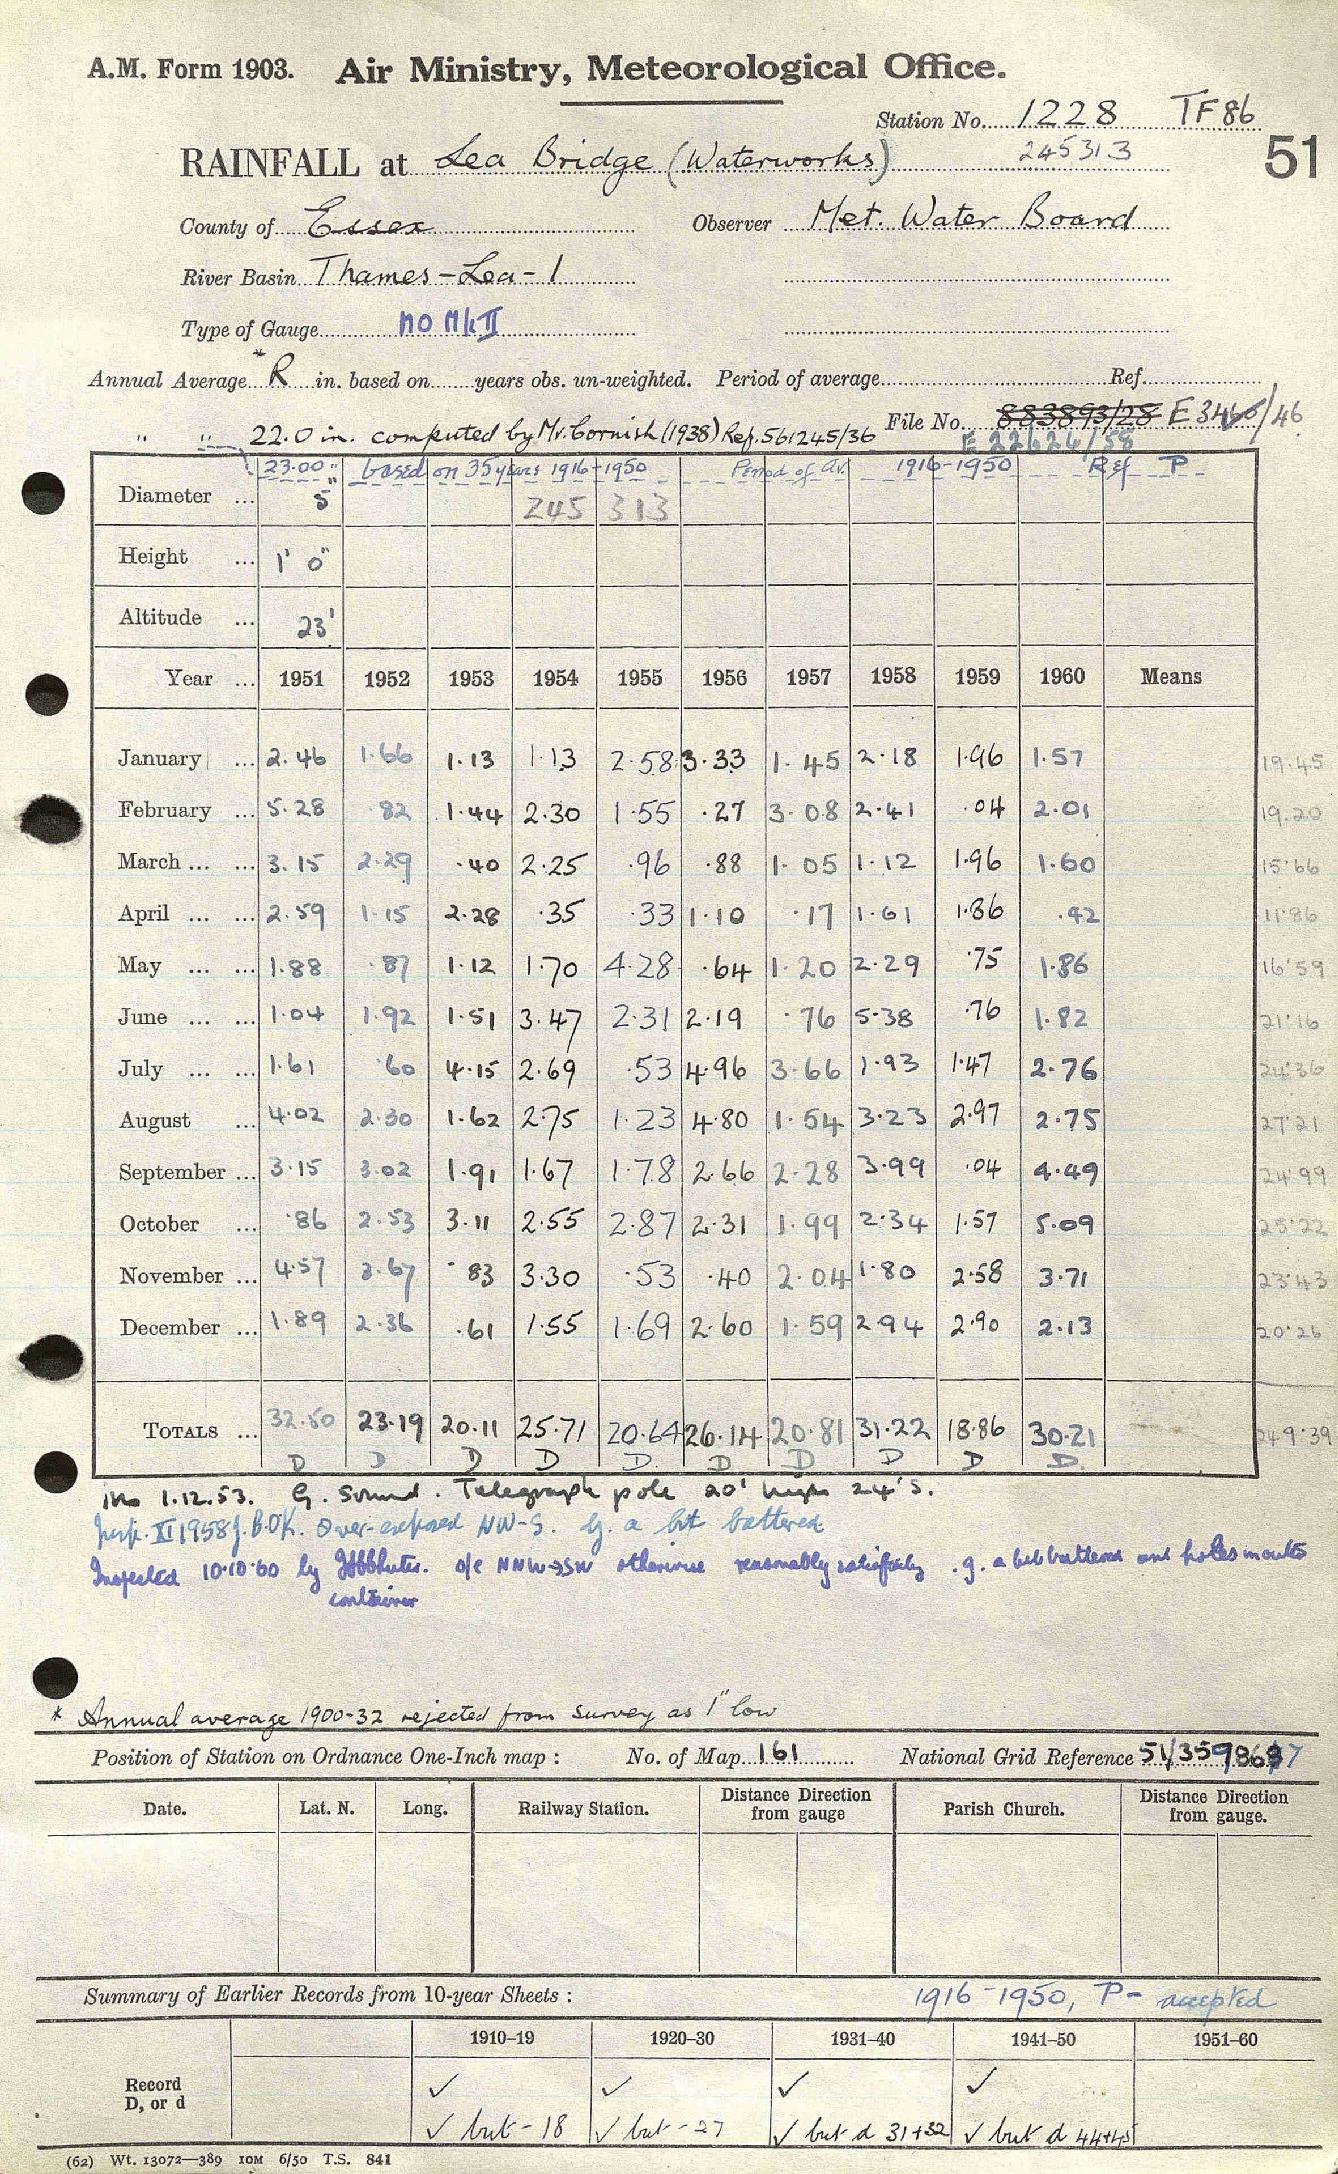 A.M. Form 1903. Air Ministry, Meteorological Office.
Station No. 1228 TF86
RAINFALL at Lea Bridge (Waterworks) 245313 51
County of Essex Observer Met. Water Board
River Basin Thames-Lea-1
Type of Gauge MO MkII
Annual Average *R in. based on years obs. un-weighted. Period of average Ref.
" " 22.0 in. computed by Mr. Cornish (1938) Ref. 561245/36 File No. 883893/28 E 3446/46
E 22624/58
23.00" based on 35 years 1916-1950 Period of Av. 1916-1950 Ref P
Diameter ... 5" 245 313
Height ... 1' 0"
Altitude ... 23'
Year ... 1951 1952 1953 1954 1955 1956 1957 1958 1959 1960 Means
January ... 2.46 1.66 1.13 1.13 2.58 3.33 1.45 2.18 1.96 1.57 19.45
February ... 5.28 .82 1.44 2.30 1.55 .27 3.08 2.41 .04 2.01 19.20
March ... ... 3.15 2.29 .40 2.25 .96 .88 1.05 1.12 1.96 1.60 15.66
April ... ... 2.59 1.15 2.28 .35 .33 1.10 .17 1.61 1.86 .42 11.86
May ... ... 1.88 .87 1.12 1.70 4.28 .64 1.20 2.29 .75 1.86 16.59
June ... ... 1.04 1.92 1.51 3.47 2.31 2.19 .76 5.38 .76 1.82 21.16
July ... ... 1.61 .60 4.15 2.69 .53 4.96 3.66 1.93 1.47 2.76 24.36
August ... 4.02 2.30 1.62 2.75 1.23 4.80 1.54 3.23 2.97 2.75 27.21
September ... 3.15 3.02 1.91 1.67 1.78 2.66 2.28 3.99 .04 4.49 24.99
October ... .86 2.53 3.11 2.55 2.87 2.31 1.99 2.34 1.57 5.09 25.22
November ... 4.57 3.67 .83 3.30 .53 .40 2.04 1.80 2.58 3.71 23.43
December ... 1.89 2.36 .61 1.55 1.69 2.60 1.59 2.94 2.90 2.13 20.26
TOTALS ... 32.50 23.19 20.11 25.71 20.64 26.14 20.81 31.22 18.86 30.21 249.39
D D D D D D D D D D
Ins 1.12.53. G. Sound. Telegraph pole 20' high 24'S.
Insp. XI 1958 J.B. OK. Over-exposed NW-S. G. a bit battered
Inspected 10.10.60 by o/e NNW→SW otherwise reasonably satisfactory. g. a bit battered and holes
container
* Annual average 1900-32 rejected from survey as 1" low
Position of Station on Ordnance One-Inch map : No. of Map 161 National Grid Reference 51/359
Date. Lat. N. Long. Railway Station. Distance Direction from gauge Parish Church. Distance Direction from gauge.
Summary of Earlier Records from 10-year Sheets : 1916-1950, P - accepted
1910–19 1920–30 1931–40 1941–50 1951–60
Record ✓ ✓ ✓ ✓
D, or d ✓ but - 18 ✓ but - 27 ✓ but d 31+32 ✓ but d 44+45
(62) Wt. 13072—389 10M 6/50 T.S. 841